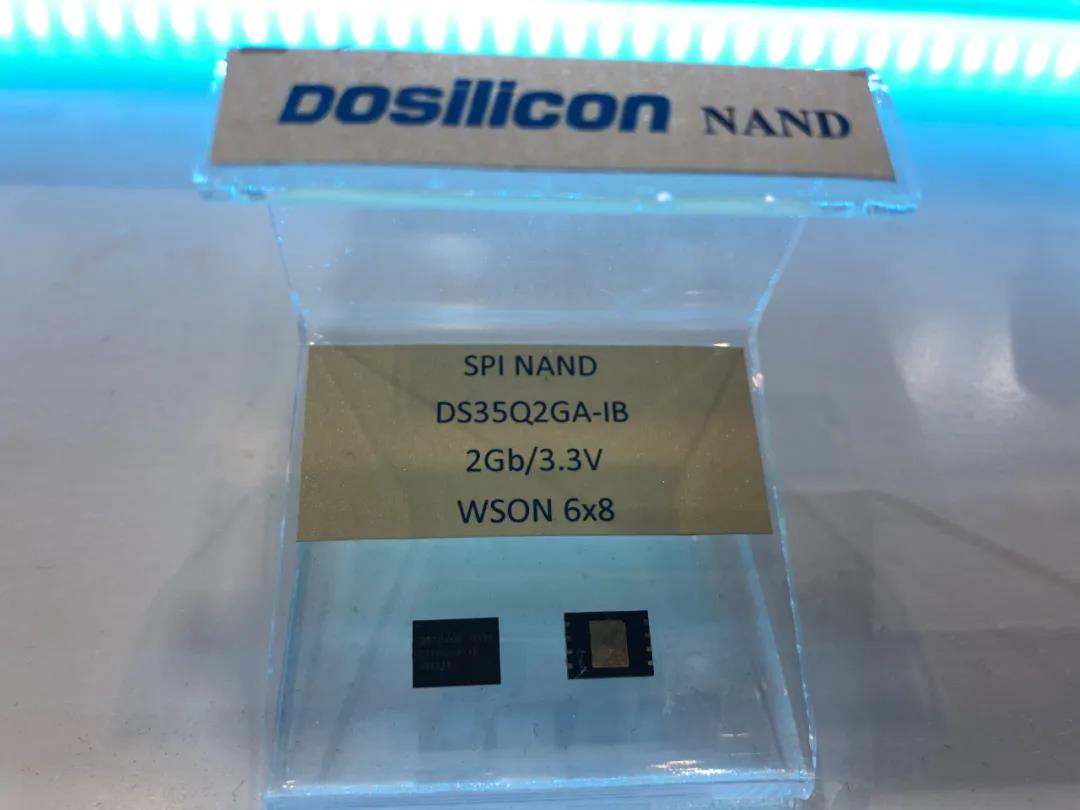 Dosilicon NAND
SPI NAND
DS35Q2GA-IB
2Gb/3.3V
WSON 6x8